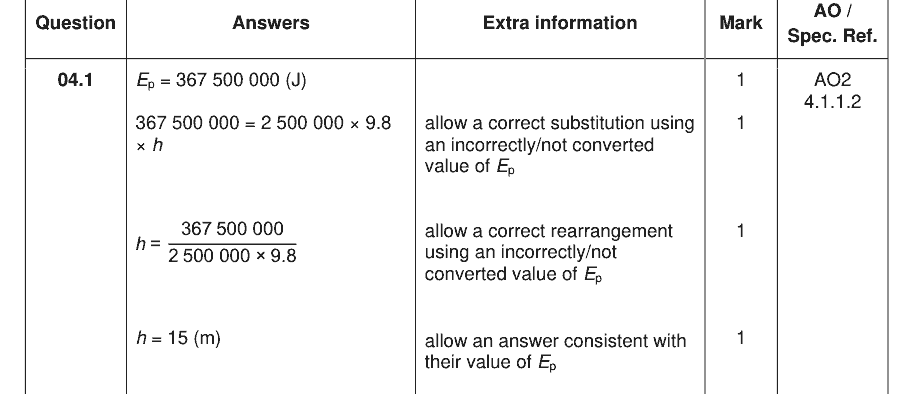 Question Answers Extra information Mark AO /
Spec. Ref.
04.1 Eₚ = 367 500 000 (J) 1 AO2
4.1.1.2
367 500 000 = 2 500 000 × 9.8 allow a correct substitution using 1
× h an incorrectly/not converted
value of Eₚ
h = 367 500 000 / 2 500 000 × 9.8 allow a correct rearrangement 1
using an incorrectly/not
converted value of Eₚ
h = 15 (m) allow an answer consistent with 1
their value of Eₚ